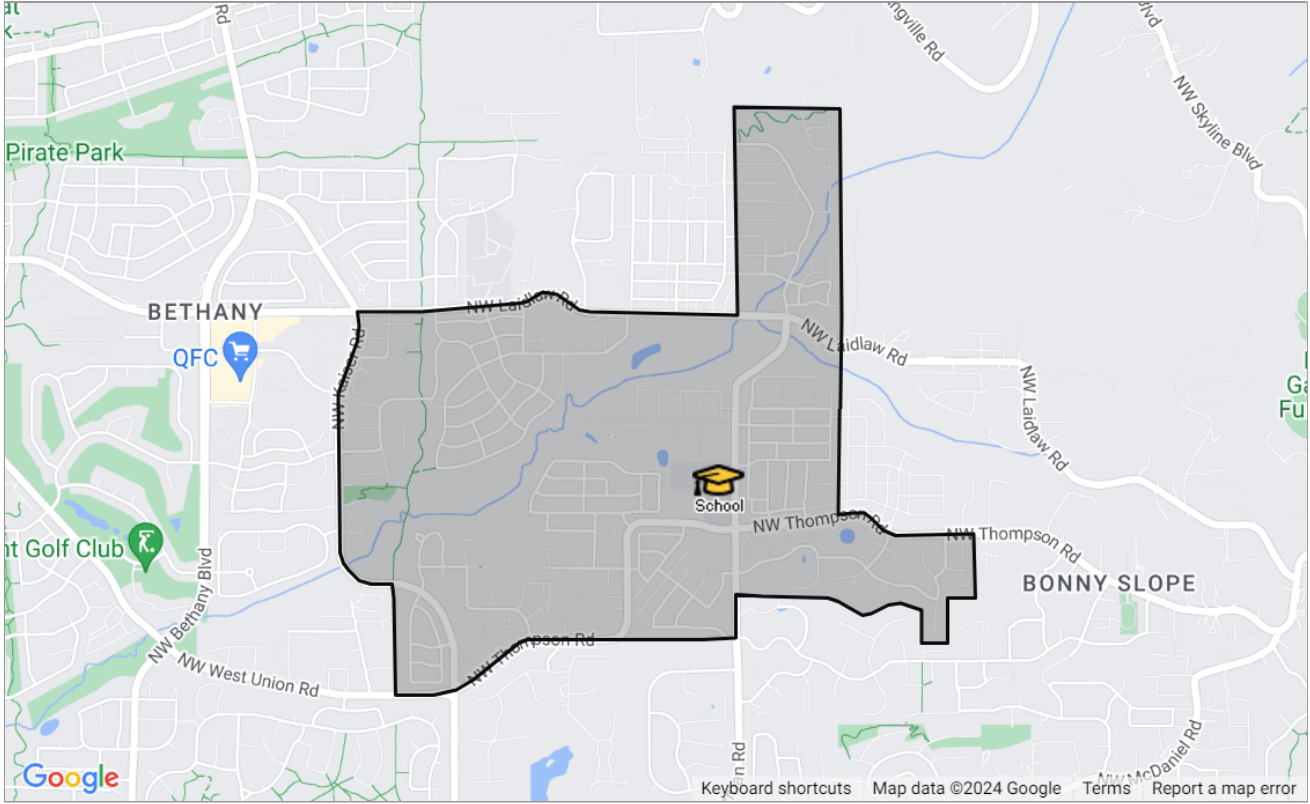 Rd
NW Skyline Blvd
Pirate Park
BETHANY
NW Laidlaw Rd
NW Laidlaw Rd
QFC
NW Kaiser Rd
NW Laidlaw Rd
School
NW Thompson Rd
NW Thompson Rd
nt Golf Club
BONNY SLOPE
NW Bethany Blvd
NW Thompson Rd
NW West Union Rd
NW McDaniel Rd
Rd
Google
Keyboard shortcuts
Map data ©2024 Google
Terms
Report a map error